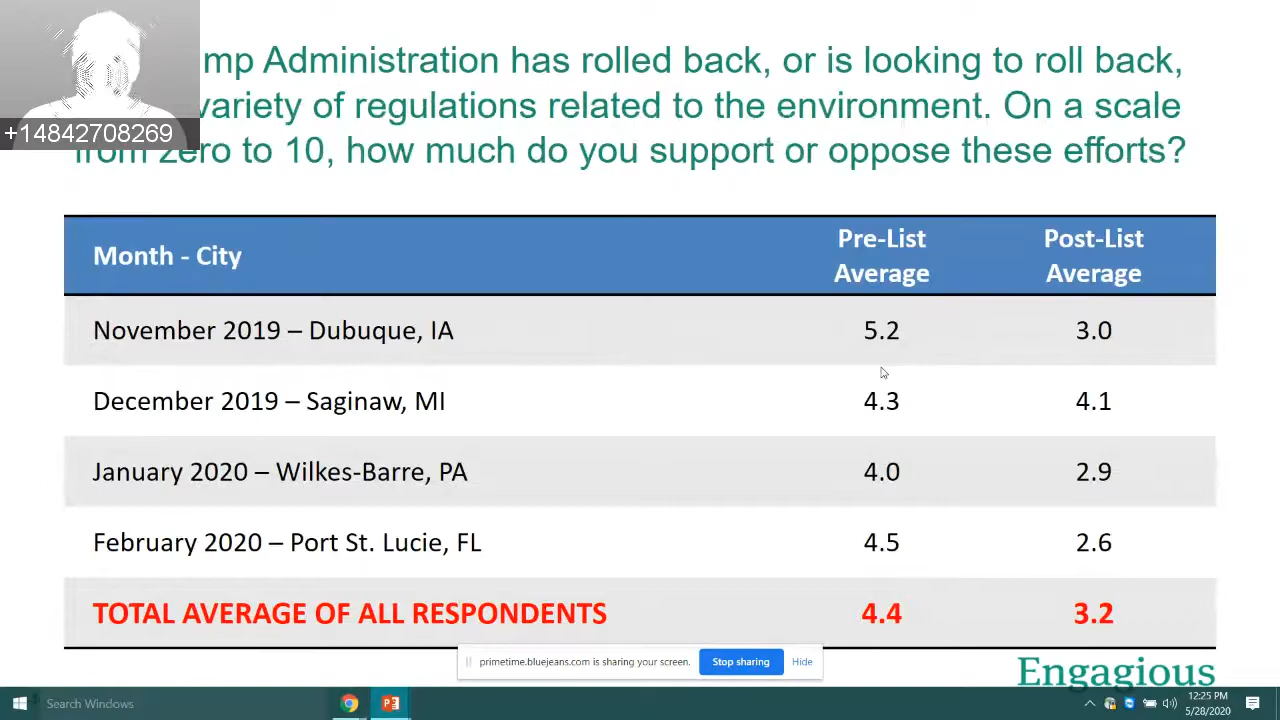 mp Administration has rolled back, or is looking to roll back,
variety of regulations related to the environment. On a scale
from zero to 10, how much do you support or oppose these efforts?
+14842708269
Month - City
Pre-List
Average
Post-List
Average
November 2019 – Dubuque, IA 5.2 3.0
December 2019 – Saginaw, MI 4.3 4.1
January 2020 – Wilkes-Barre, PA 4.0 2.9
February 2020 – Port St. Lucie, FL 4.5 2.6
TOTAL AVERAGE OF ALL RESPONDENTS 4.4 3.2
primetime.bluejeans.com is sharing your screen. Stop sharing Hide
Engagious
Search Windows
12:25 PM
5/28/2020